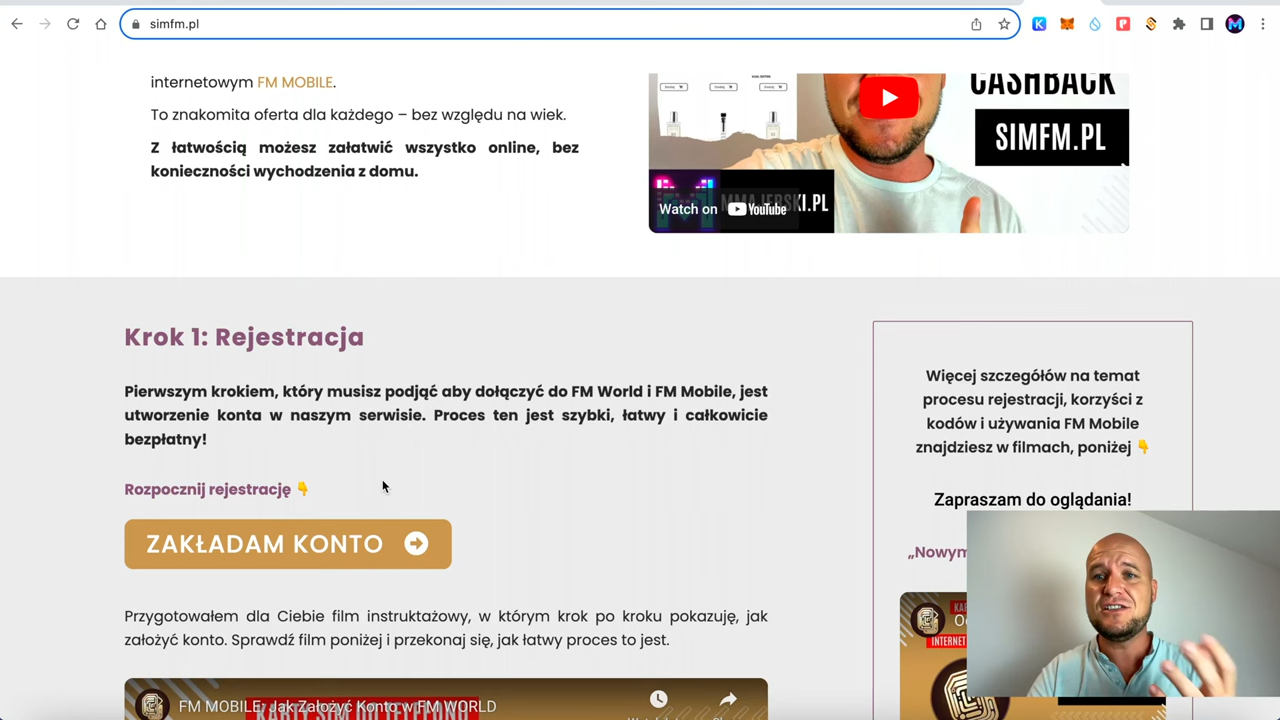 simfm.pl
internetowym FM MOBILE.
To znakomita oferta dla każdego – bez względu na wiek.
Z łatwością możesz załatwić wszystko online, bez
konieczności wychodzenia z domu.
CASHBACK
SIMFM.PL
Watch on YouTube
KI.PL
Krok 1: Rejestracja
Pierwszym krokiem, który musisz podjąć aby dołączyć do FM World i FM Mobile, jest
utworzenie konta w naszym serwisie. Proces ten jest szybki, łatwy i całkowicie
bezpłatny!
Rozpocznij rejestrację 👇
ZAKŁADAM KONTO
Przygotowałem dla Ciebie film instruktażowy, w którym krok po kroku pokazuję, jak
założyć konto. Sprawdź film poniżej i przekonaj się, jak łatwy proces to jest.
FM MOBILE: Jak Założyć Konto w FM WORLD
Więcej szczegółów na temat
procesu rejestracji, korzyści z
kodów i używania FM Mobile
znajdziesz w filmach, poniżej 👇
Zapraszam do oglądania!
„Nowym
INTERNET